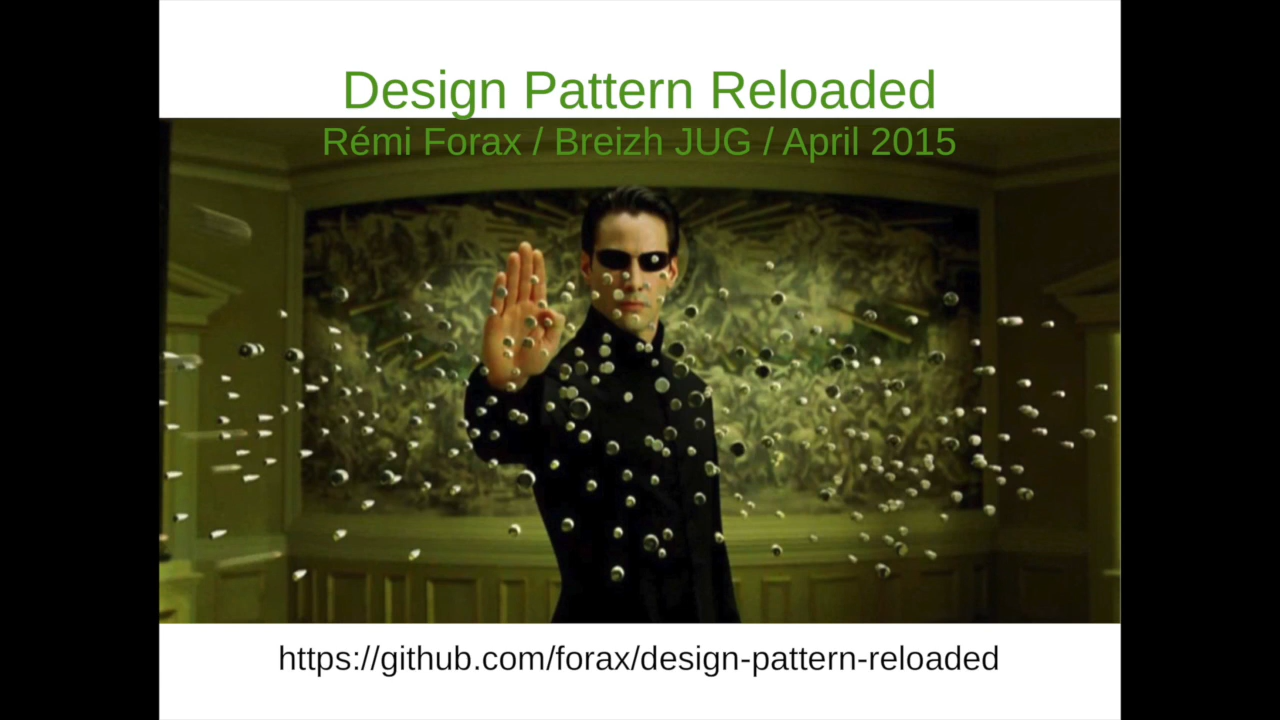 Design Pattern Reloaded
Rémi Forax / Breizh JUG / April 2015
https://github.com/forax/design-pattern-reloaded